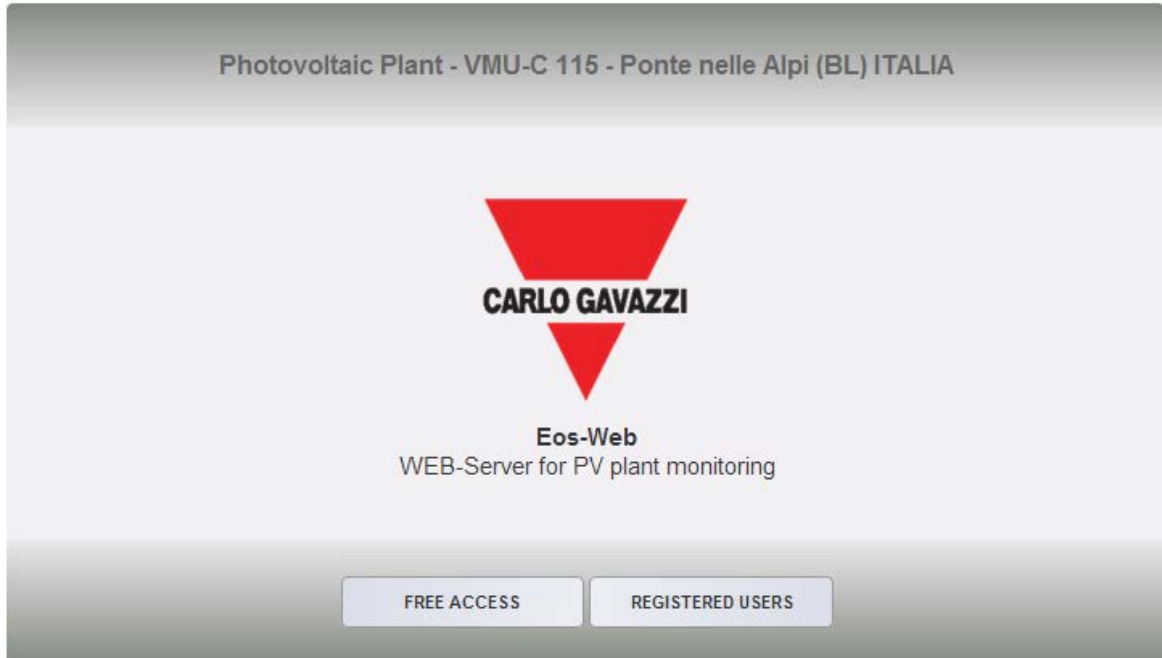 Photovoltaic Plant - VMU-C 115 - Ponte nelle Alpi (BL) ITALIA
CARLO GAVAZZI
Eos-Web
WEB-Server for PV plant monitoring
FREE ACCESS
REGISTERED USERS